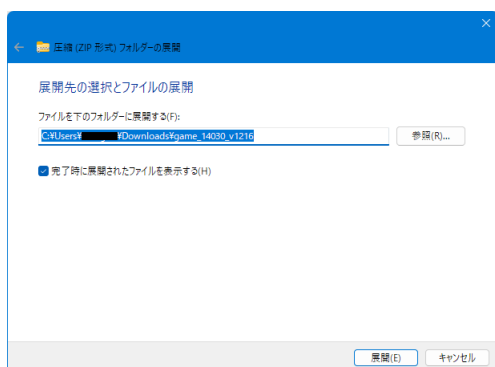 圧縮 (ZIP 形式) フォルダーの展開
展開先の選択とファイルの展開
ファイルを下のフォルダーに展開する(F):
C:¥Users¥ ¥Downloads¥game_14030_v1216
参照(R)...
完了時に展開されたファイルを表示する(H)
展開(E)
キャンセル